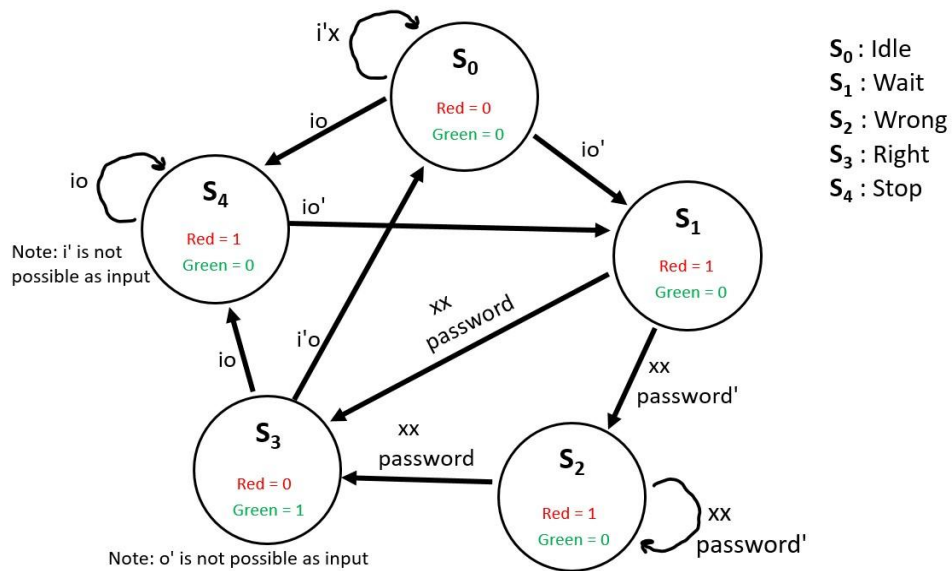 i'x
S₀
Red = 0
Green = 0
io
io'
S₀ : Idle
S₁ : Wait
S₂ : Wrong
S₃ : Right
S₄ : Stop
io
S₄
Red = 1
Green = 0
Note: i' is not
possible as input
io'
S₁
Red = 1
Green = 0
io
i'o
xx
password
xx
password'
S₃
Red = 0
Green = 1
Note: o' is not possible as input
xx
password
S₂
Red = 1
Green = 0
xx
password'